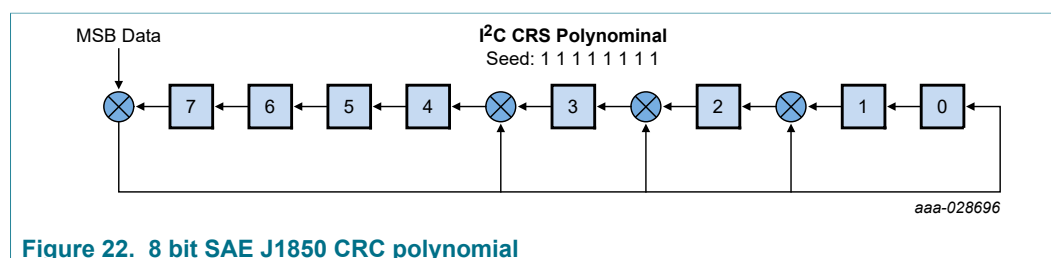 MSB Data
I²C CRS Polynominal
Seed: 1 1 1 1 1 1 1 1
7 6 5 4 3 2 1 0
aaa-028696
Figure 22. 8 bit SAE J1850 CRC polynomial